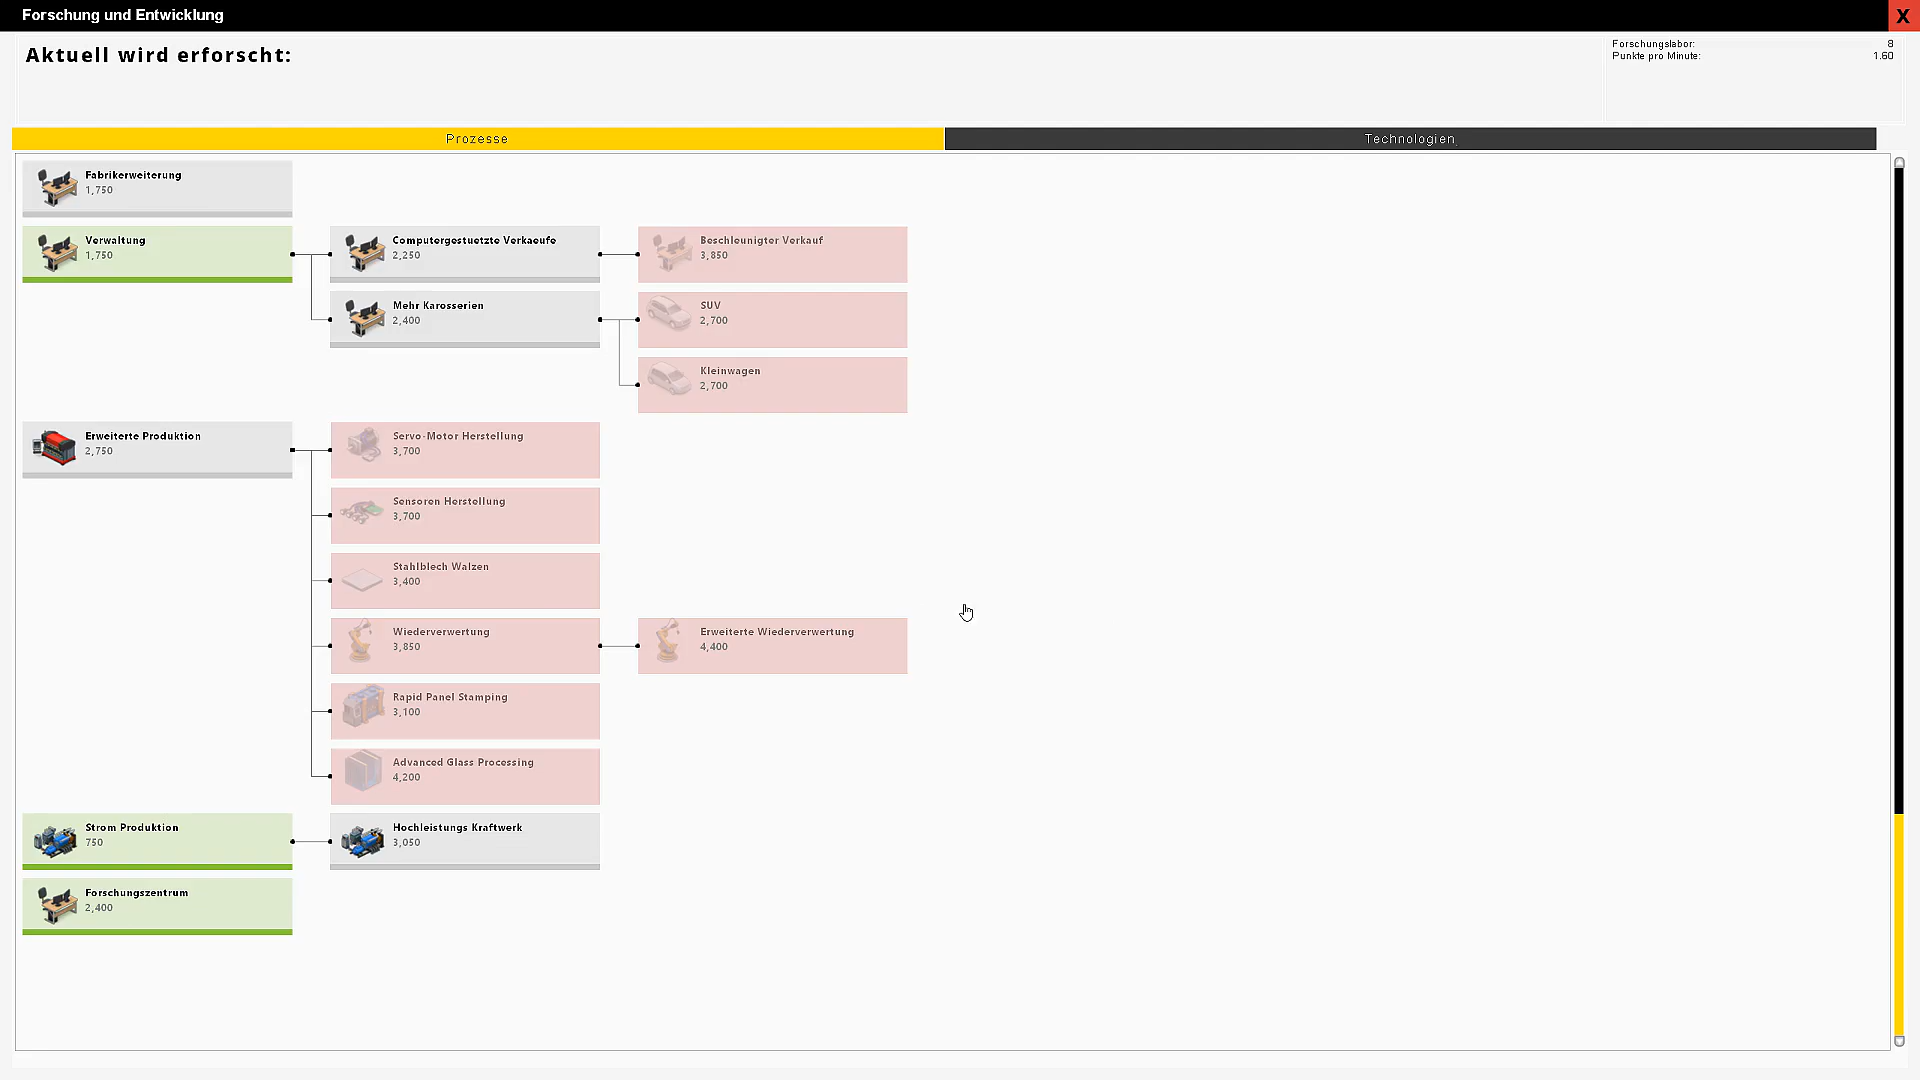 Forschung und Entwicklung
X
Aktuell wird erforscht:
Forschungslabor: 8
Punkte pro Minute: 1.60
Prozesse
Technologien
Fabrikerweiterung
1,750
Verwaltung
1,750
Computergestuetzte Verkaeufe
2,250
Beschleunigter Verkauf
3,850
Mehr Karosserien
2,400
SUV
2,700
Kleinwagen
2,700
Erweiterte Produktion
2,750
Servo-Motor Herstellung
3,700
Sensoren Herstellung
3,700
Stahlblech Walzen
3,400
Wiederverwertung
3,850
Erweiterte Wiederverwertung
4,400
Rapid Panel Stamping
3,100
Advanced Glass Processing
4,200
Strom Produktion
750
Hochleistungs Kraftwerk
3,050
Forschungszentrum
2,400